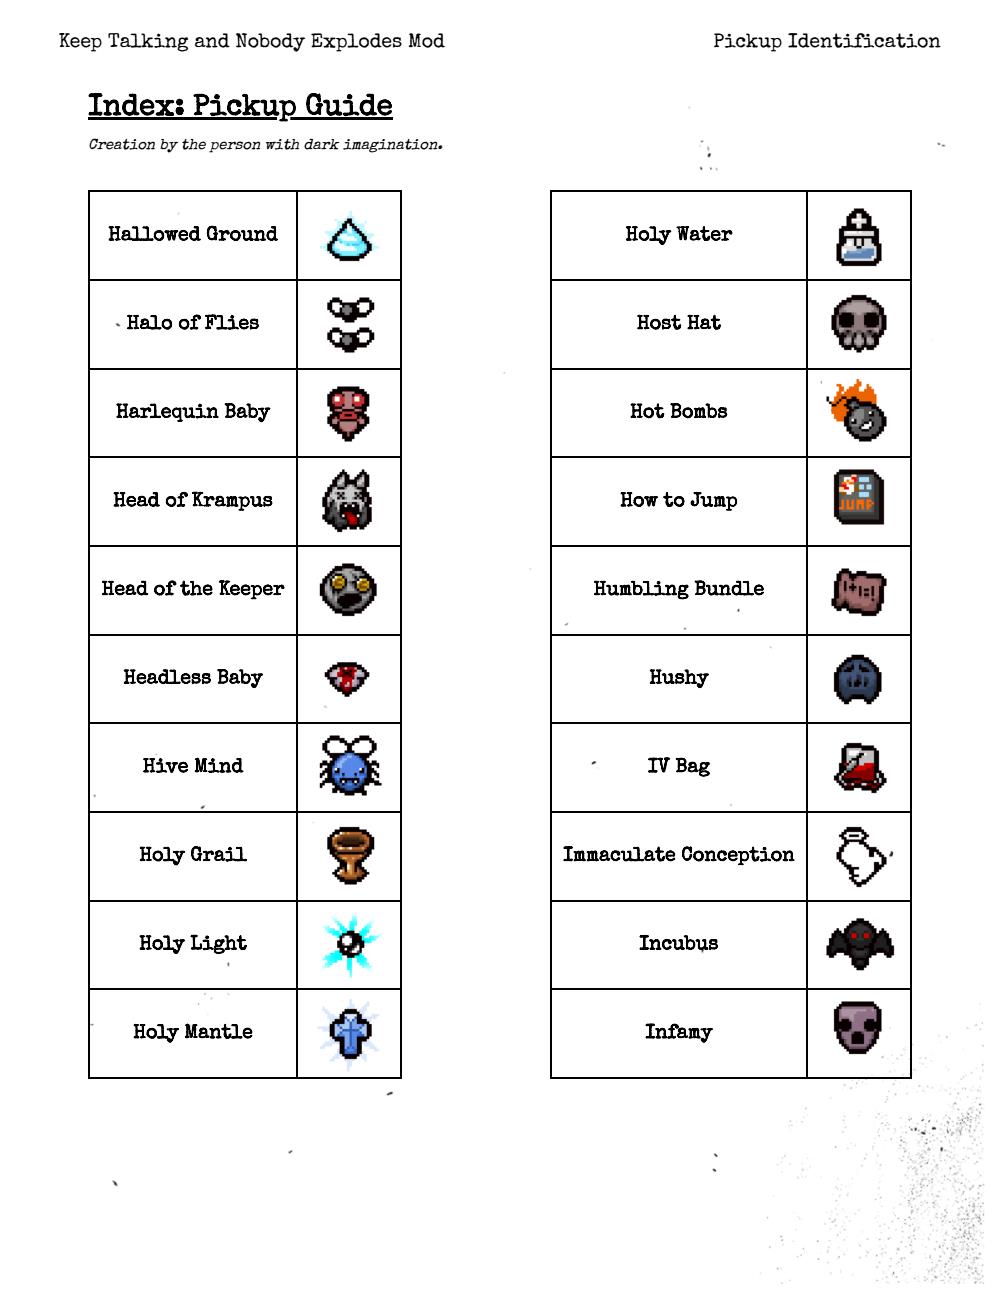 Keep Talking and Nobody Explodes Mod
Pickup Identification
Index: Pickup Guide
Creation by the person with dark imagination.
Hallowed Ground
Halo of Flies
Harlequin Baby
Head of Krampus
Head of the Keeper
Headless Baby
Hive Mind
Holy Grail
Holy Light
Holy Mantle
Holy Water
Host Hat
Hot Bombs
How to Jump
JUMP
Humbling Bundle
1+1=!
Hushy
IV Bag
Immaculate Conception
Incubus
Infamy